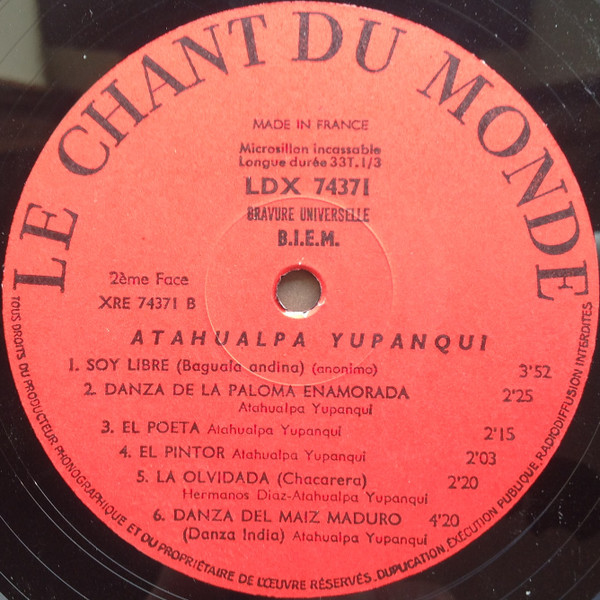 LE CHANT DU MONDE
MADE IN FRANCE
Microsillon incassable
Longue durée 33T.1/3
LDX 74371
BRAVURE UNIVERSELLE
B.I.E.M.
2ème Face
XRE 74371 B
ATAHUALPA YUPANQUI
1. SOY LIBRE (Baguala andina) (anonimo) 3'52
2. DANZA DE LA PALOMA ENAMORADA 2'25
Atahualpa Yupanqui
3. EL POETA Atahualpa Yupanqui 2'15
4. EL PINTOR Atahualpa Yupanqui 2'03
5. LA OLVIDADA (Chacarera) 2'20
Hermanos Diaz-Atahualpa Yupanqui
6. DANZA DEL MAIZ MADURO 4'20
(Danza India) Atahualpa Yupanqui
TOUS DROITS DU PRODUCTEUR PHONOGRAPHIQUE ET DU PROPRIÉTAIRE DE L'ŒUVRE RÉSERVÉS. DUPLICATION, EXÉCUTION PUBLIQUE, RADIODIFFUSION INTERDITES